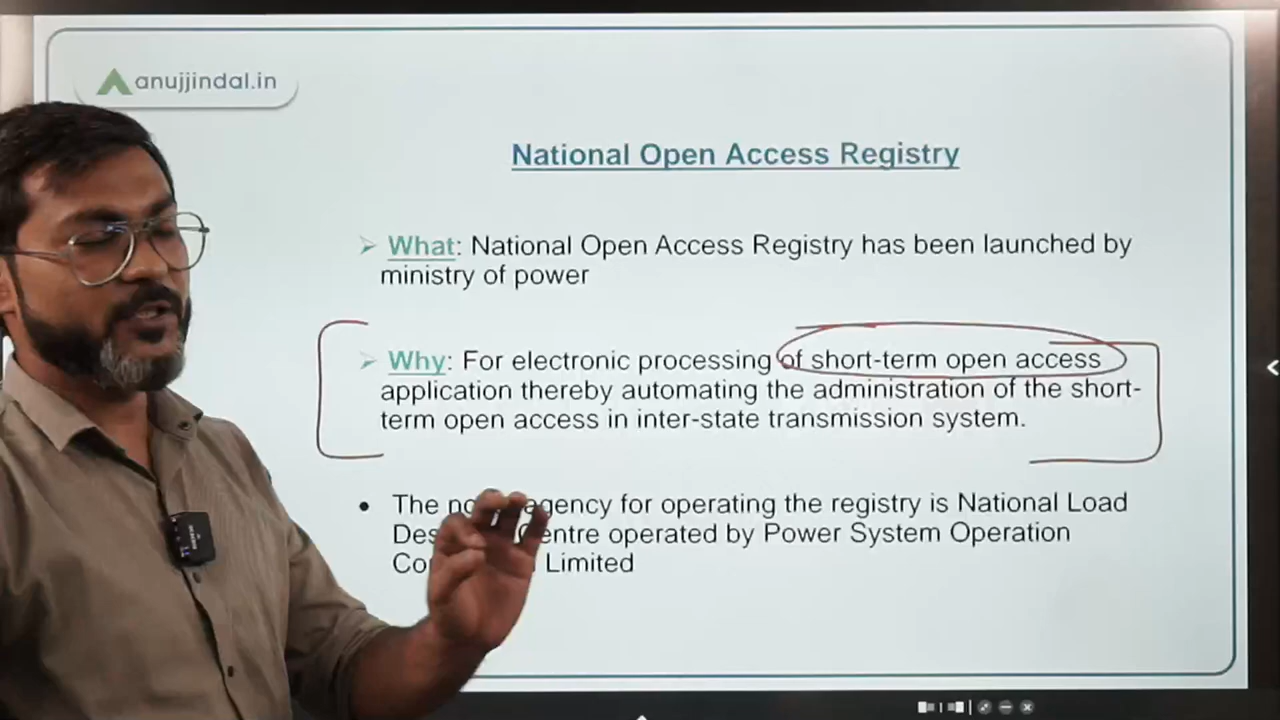 anujjindal.in
National Open Access Registry
What: National Open Access Registry has been launched by
ministry of power
Why: For electronic processing of short-term open access
application thereby automating the administration of the short-
term open access in inter-state transmission system.
The agency for operating the registry is National Load
Centre operated by Power System Operation
Limited